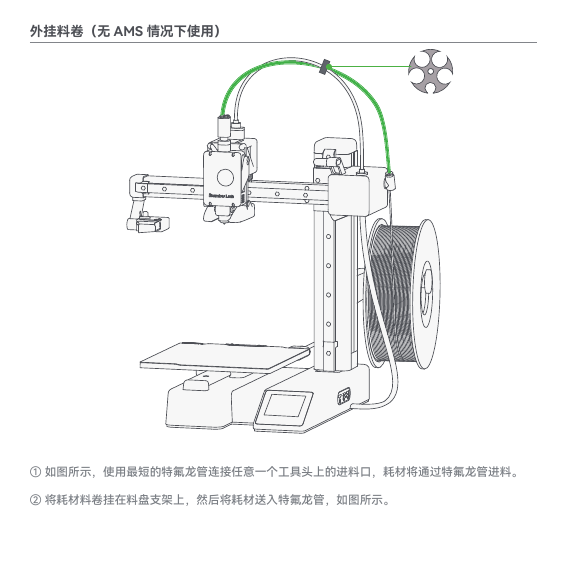 外挂料卷（无 AMS 情况下使用）
Bambu Lab
① 如图所示，使用最短的特氟龙管连接任意一个工具头上的进料口，耗材将通过特氟龙管进料。
② 将耗材料卷挂在料盘支架上，然后将耗材送入特氟龙管，如图所示。